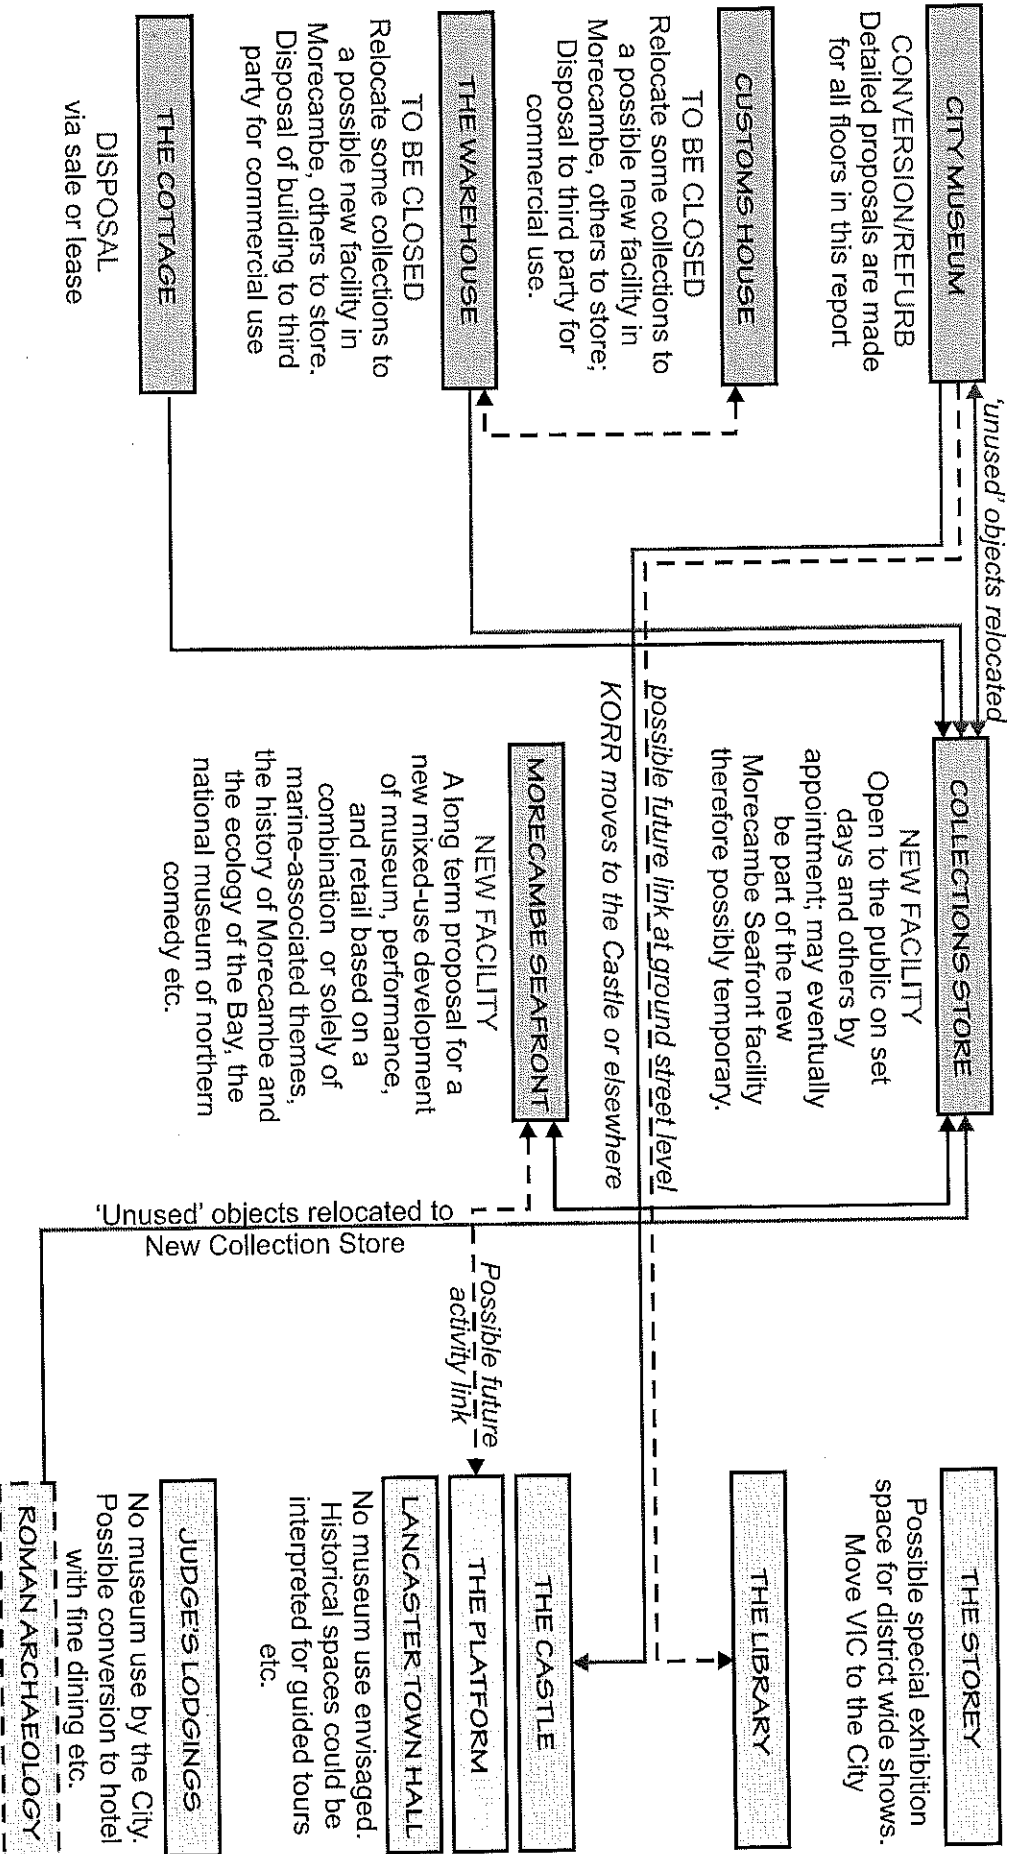 CITY MUSEUM
CONVERSION/REFURB
Detailed proposals are made
for all floors in this report
CUSTOMS HOUSE
TO BE CLOSED
Relocate some collections to
a possible new facility in
Morecambe, others to store;
Disposal to third party for
commercial use.
THE WAREHOUSE
TO BE CLOSED
Relocate some collections to
a possible new facility in
Morecambe, others to store.
Disposal of building to third
party for commercial use
THE COTTAGE
DISPOSAL
via sale or lease
'unused' objects relocated
possible future link at ground street level
KORR moves to the Castle or elsewhere
COLLECTIONS STORE
NEW FACILITY
Open to the public on set
days and others by
appointment; may eventually
be part of the new
Morecambe Seafront facility
therefore possibly temporary.
MORECAMBE SEAFRONT
NEW FACILITY
A long term proposal for a
new mixed-use development
of museum, performance,
and retail based on a
combination or solely of
marine-associated themes,
the history of Morecambe and
the ecology of the Bay, the
national museum of northern
comedy etc.
'Unused' objects relocated to
New Collection Store
Possible future
activity link
THE STOREY
Possible special exhibition
space for district wide shows.
Move VIC to the City
THE LIBRARY
THE CASTLE
THE PLATFORM
LANCASTER TOWN HALL
No museum use envisaged.
Historical spaces could be
interpreted for guided tours
etc.
JUDGE'S LODGINGS
No museum use by the City.
Possible conversion to hotel
with fine dining etc.
ROMAN ARCHAEOLOGY